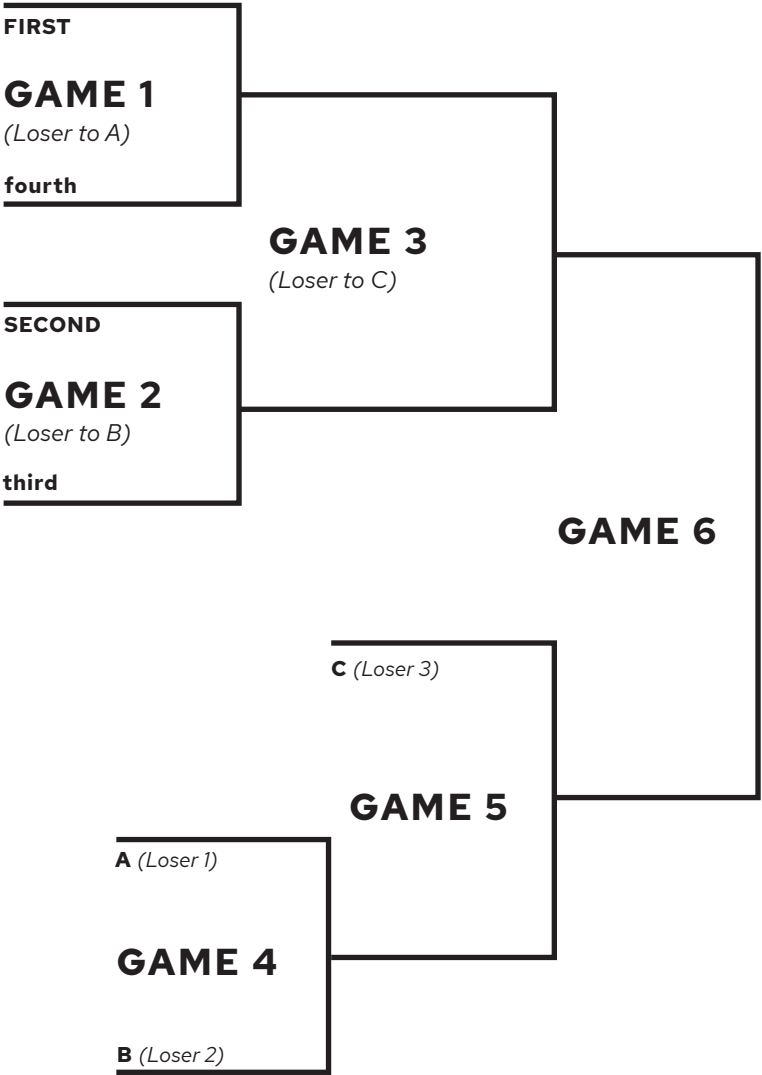 FIRST
GAME 1
(Loser to A)
fourth
GAME 3
(Loser to C)
SECOND
GAME 2
(Loser to B)
third
GAME 6
C (Loser 3)
GAME 5
A (Loser 1)
GAME 4
B (Loser 2)